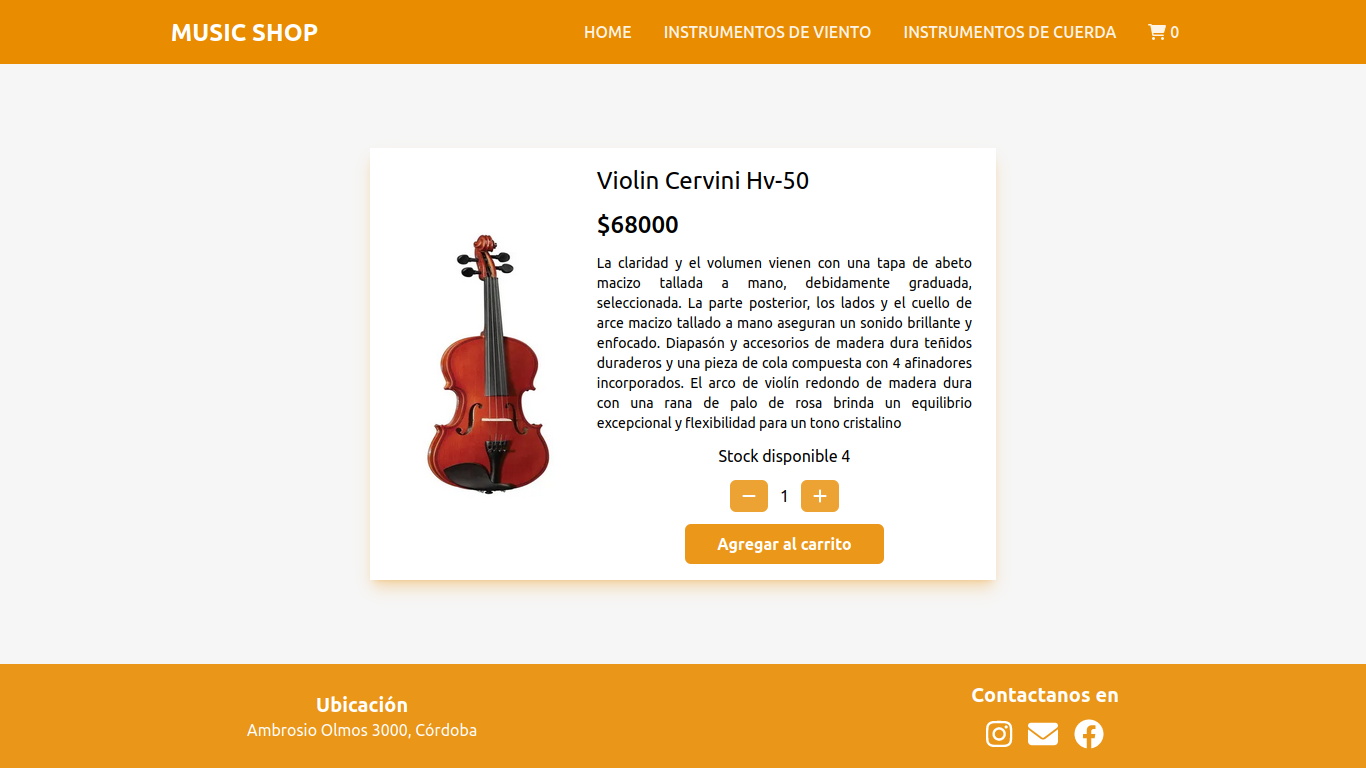 MUSIC SHOP
HOME
INSTRUMENTOS DE VIENTO
INSTRUMENTOS DE CUERDA
0
Violin Cervini Hv-50
$68000
La claridad y el volumen vienen con una tapa de abeto
macizo tallada a mano, debidamente graduada,
seleccionada. La parte posterior, los lados y el cuello de
arce macizo tallado a mano aseguran un sonido brillante y
enfocado. Diapasón y accesorios de madera dura teñidos
duraderos y una pieza de cola compuesta con 4 afinadores
incorporados. El arco de violín redondo de madera dura
con una rana de palo de rosa brinda un equilibrio
excepcional y flexibilidad para un tono cristalino
Stock disponible 4
− 1 +
Agregar al carrito
Ubicación
Ambrosio Olmos 3000, Córdoba
Contactanos en